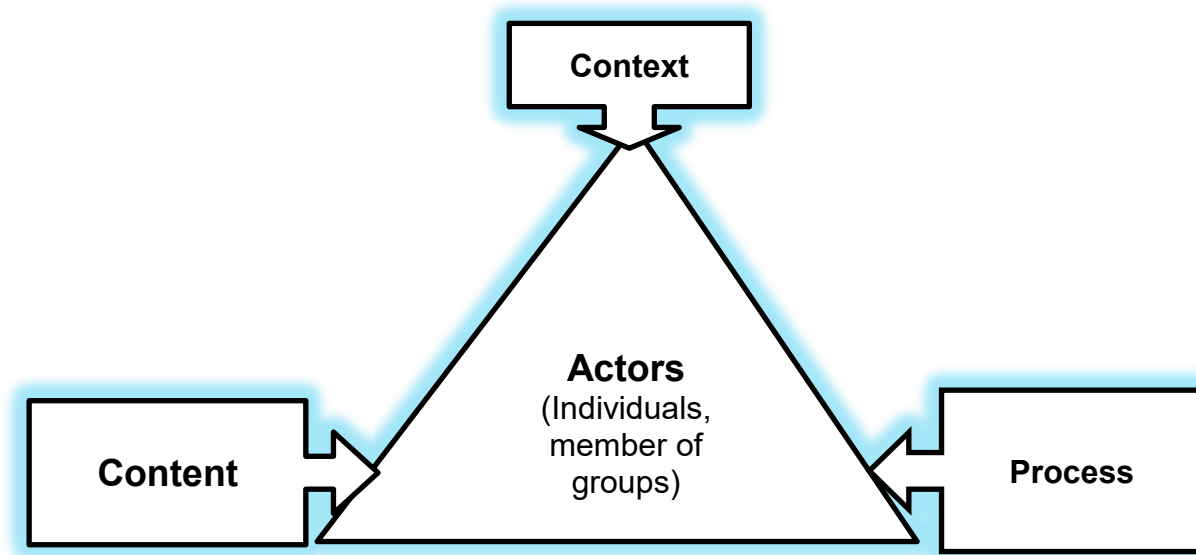 Context
Actors
(Individuals,
member of
groups)
Content
Process